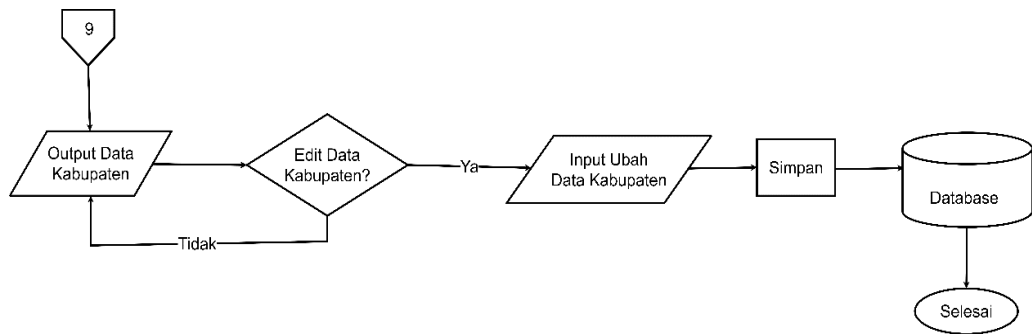 9
Output Data
Kabupaten
Edit Data
Kabupaten?
Ya
Input Ubah
Data Kabupaten
Simpan
Database
Tidak
Selesai